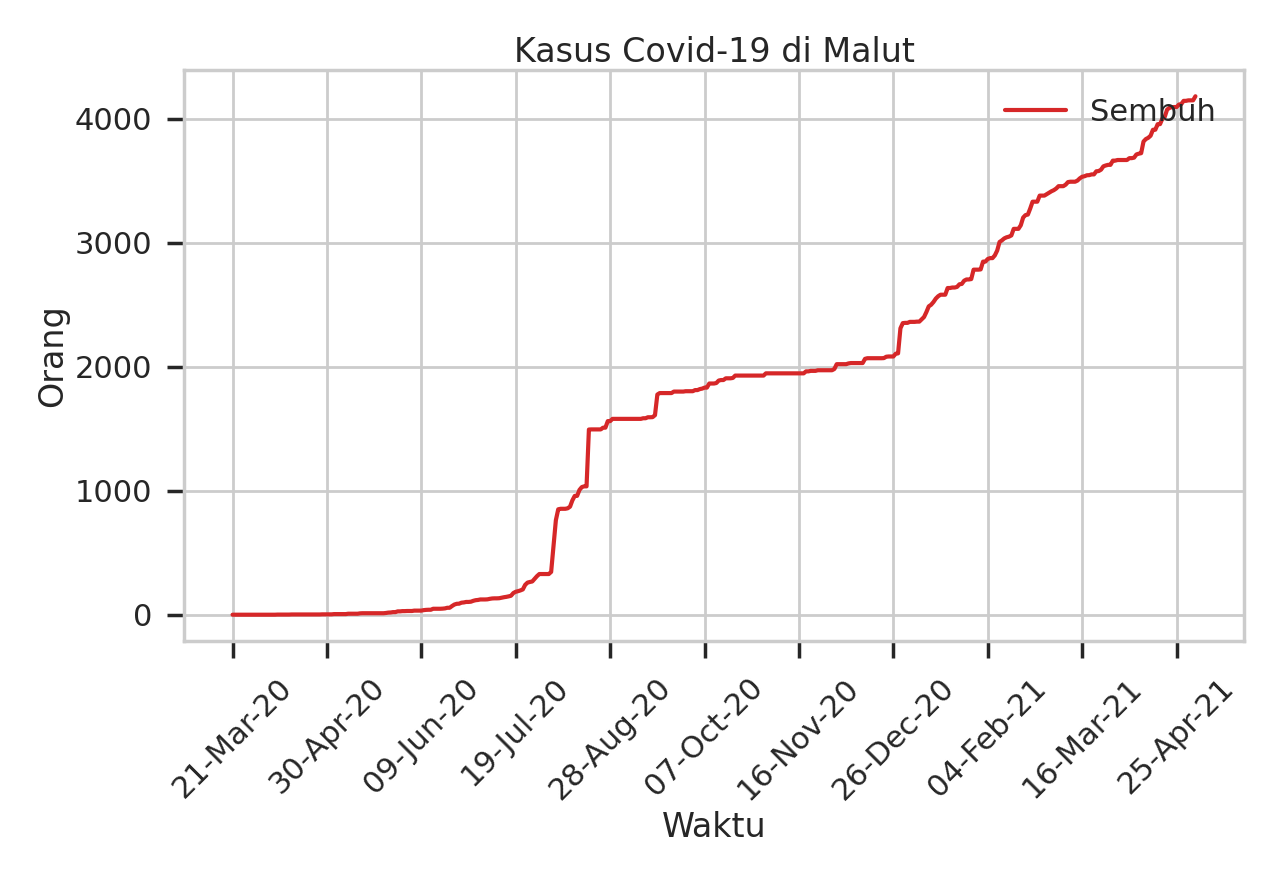 Kasus Covid-19 di Malut
Sembuh
Orang
4000
3000
2000
1000
0
21-Mar-20
30-Apr-20
09-Jun-20
19-Jul-20
28-Aug-20
07-Oct-20
16-Nov-20
26-Dec-20
04-Feb-21
16-Mar-21
25-Apr-21
Waktu